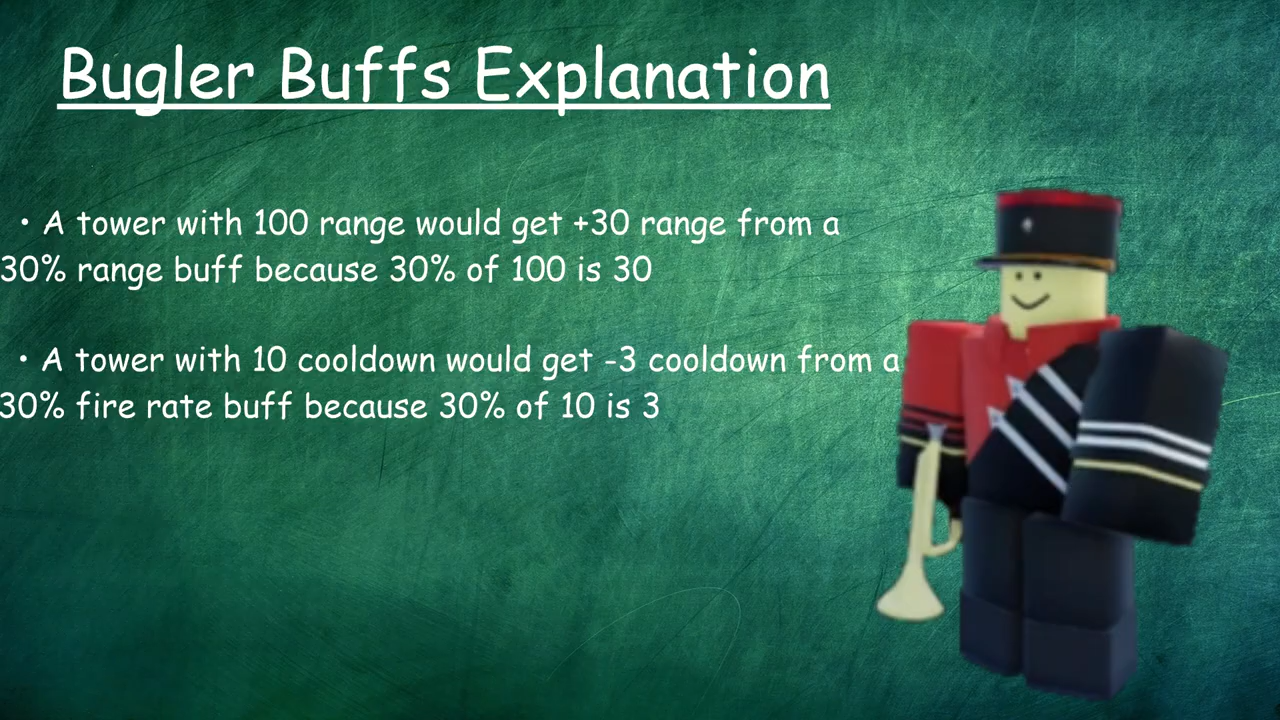 Bugler Buffs Explanation
• A tower with 100 range would get +30 range from a
30% range buff because 30% of 100 is 30
• A tower with 10 cooldown would get -3 cooldown from a
30% fire rate buff because 30% of 10 is 3